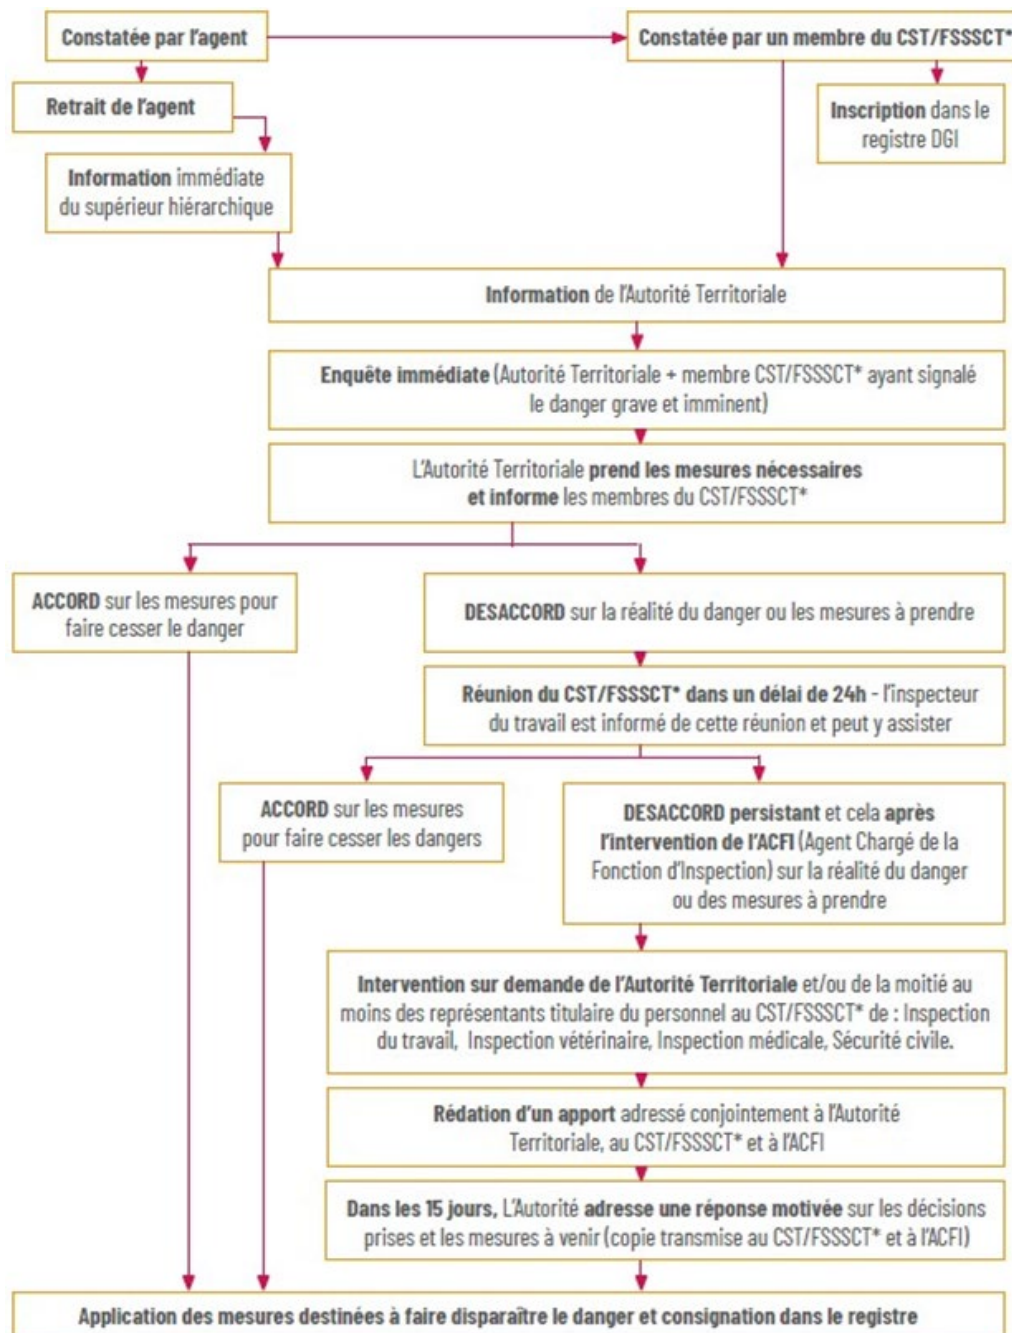 Constatée par l'agent
Constatée par un membre du CST/FSSSCT*
Retrait de l'agent
Inscription dans le
registre DGI
Information immédiate
du supérieur hiérarchique
Information de l'Autorité Territoriale
Enquête immédiate (Autorité Territoriale + membre CST/FSSSCT* ayant signalé
le danger grave et imminent)
L'Autorité Territoriale prend les mesures nécessaires
et informe les membres du CST/FSSSCT*
ACCORD sur les mesures pour
faire cesser le danger
DESACCORD sur la réalité du danger ou les mesures à prendre
Réunion du CST/FSSSCT* dans un délai de 24h - l'inspecteur
du travail est informé de cette réunion et peut y assister
ACCORD sur les mesures
pour faire cesser les dangers
DESACCORD persistant et cela après
l'intervention de l'ACFI (Agent Chargé de la
Fonction d'Inspection) sur la réalité du danger
ou des mesures à prendre
Intervention sur demande de l'Autorité Territoriale et/ou de la moitié au
moins des représentants titulaire du personnel au CST/FSSSCT* de : Inspection
du travail, Inspection vétérinaire, Inspection médicale, Sécurité civile.
Rédation d'un apport adressé conjointement à l'Autorité
Territoriale, au CST/FSSSCT* et à l'ACFI
Dans les 15 jours, L'Autorité adresse une réponse motivée sur les décisions
prises et les mesures à venir (copie transmise au CST/FSSSCT* et à l'ACFI)
Application des mesures destinées à faire disparaître le danger et consignation dans le registre